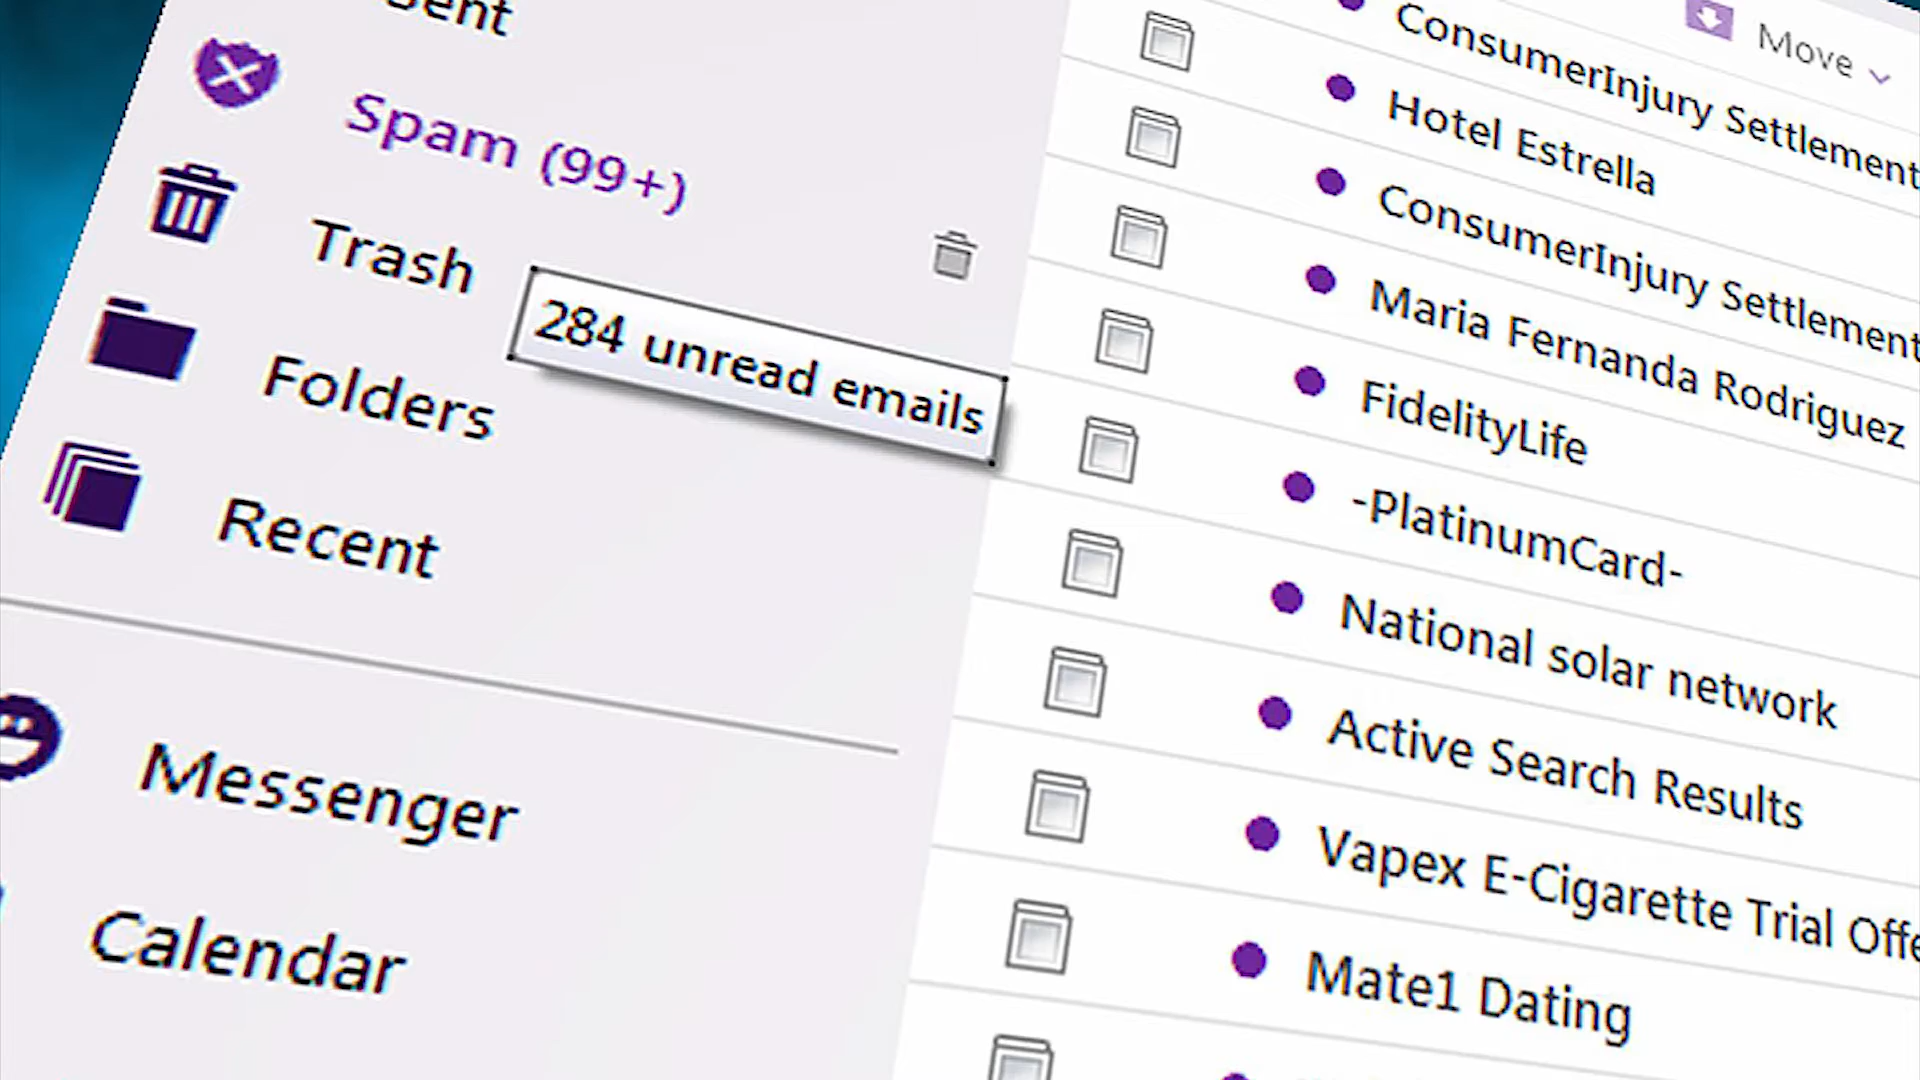 Spam (99+)
Trash
284 unread emails
Folders
Recent
Messenger
Calendar
Move
ConsumerInjury Settlement
Hotel Estrella
ConsumerInjury Settlement
Maria Fernanda Rodriguez
FidelityLife
-PlatinumCard-
National solar network
Active Search Results
Vapex E-Cigarette Trial
Mate1 Dating